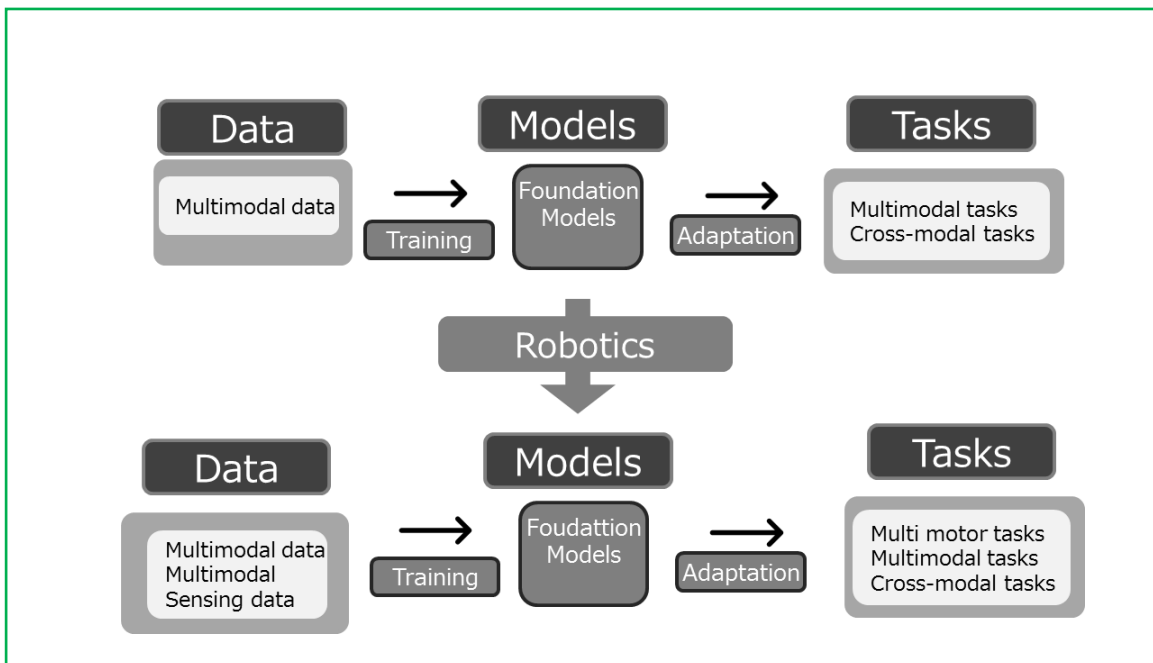 Data
Models
Tasks
Multimodal data
Training
Foundation
Models
Adaptation
Multimodal tasks
Cross-modal tasks
Robotics
Data
Models
Tasks
Multimodal data
Multimodal
Sensing data
Training
Foudattion
Models
Adaptation
Multi motor tasks
Multimodal tasks
Cross-modal tasks